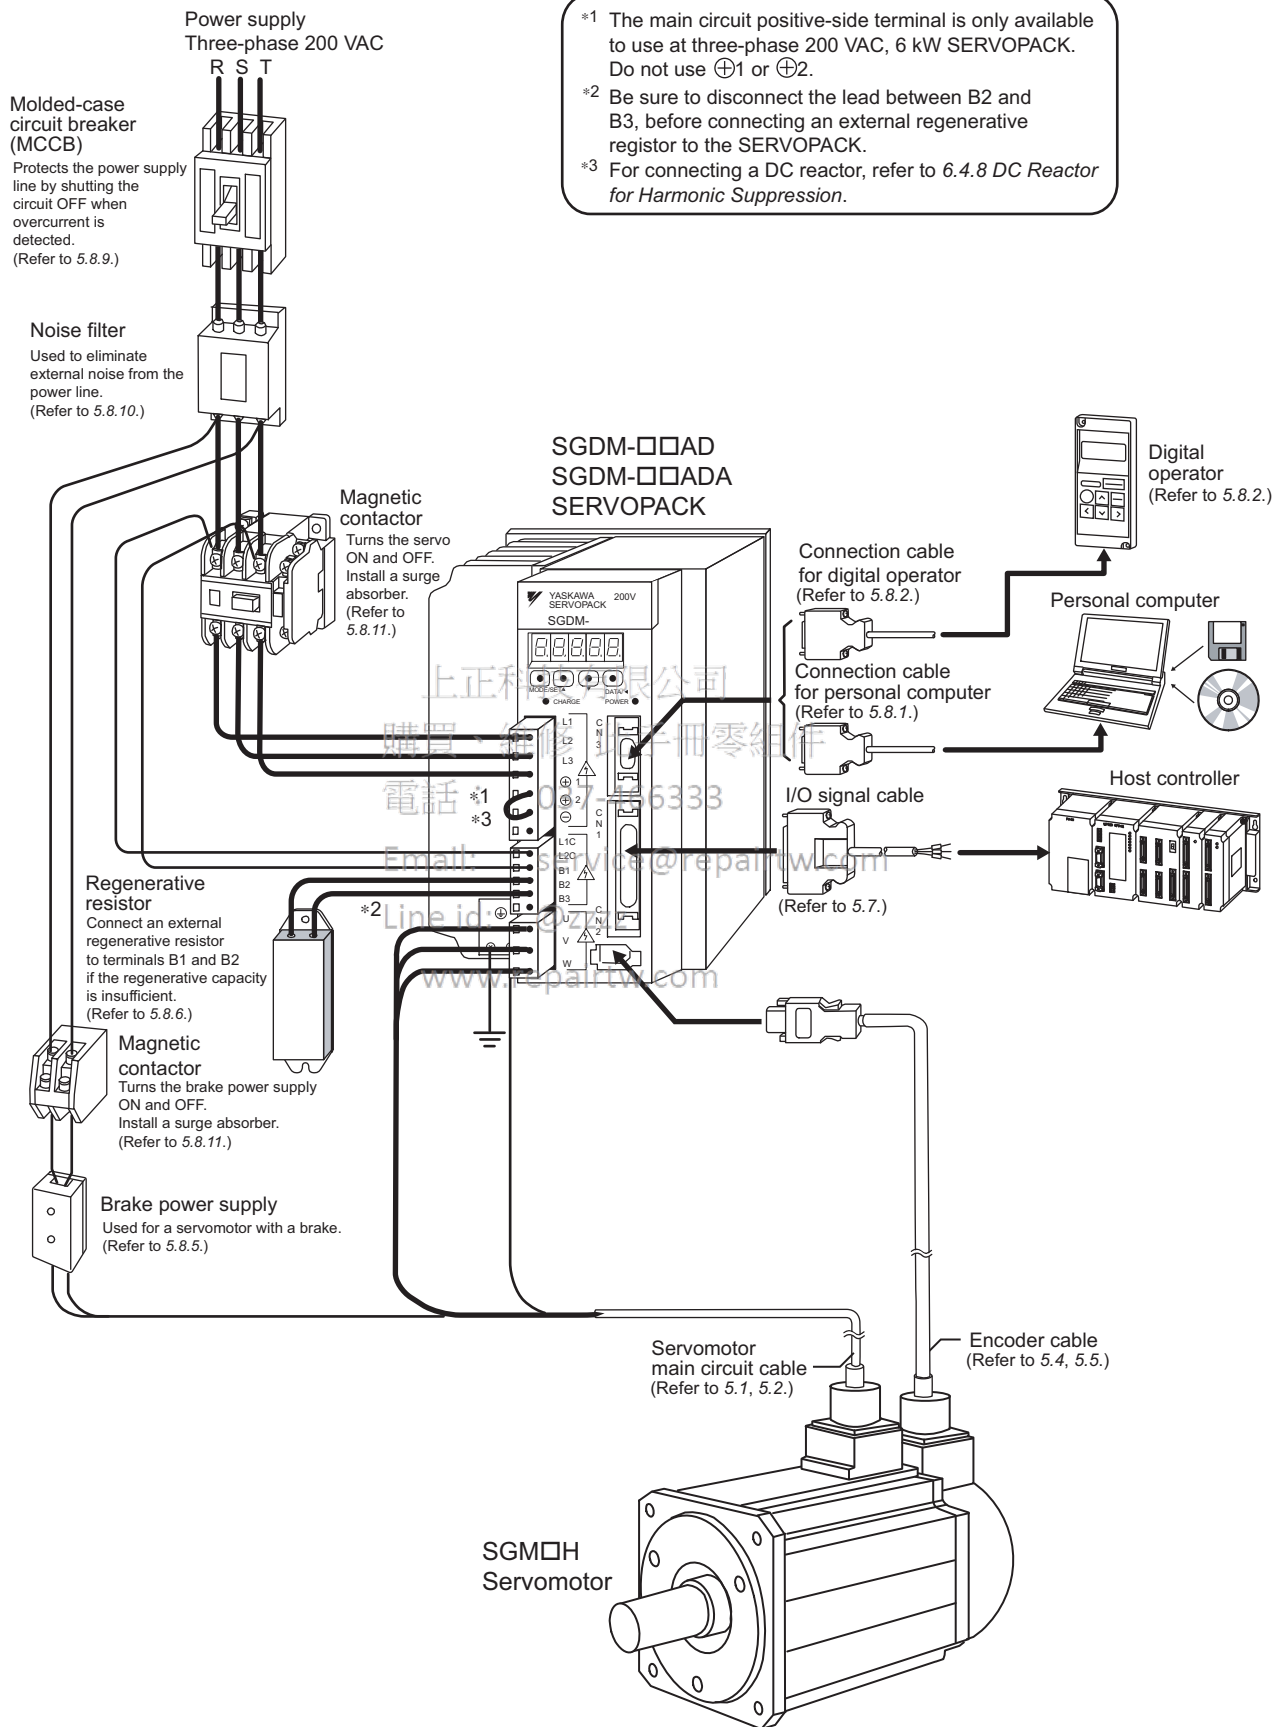 Power supply
Three-phase 200 VAC
R S T
Molded-case
circuit breaker
(MCCB)
Protects the power supply
line by shutting the
circuit OFF when
overcurrent is
detected.
(Refer to 5.8.9.)
*1 The main circuit positive-side terminal is only available
to use at three-phase 200 VAC, 6 kW SERVOPACK.
Do not use ⊕1 or ⊕2.
*2 Be sure to disconnect the lead between B2 and
B3, before connecting an external regenerative
registor to the SERVOPACK.
*3 For connecting a DC reactor, refer to 6.4.8 DC Reactor
for Harmonic Suppression.
Noise filter
Used to eliminate
external noise from the
power line.
(Refer to 5.8.10.)
SGDM-□□AD
SGDM-□□ADA
SERVOPACK
Magnetic
contactor
Turns the servo
ON and OFF.
Install a surge
absorber.
(Refer to
5.8.11.)
YASKAWA 200V
SERVOPACK
SGDM-
8.8.8.8.8.
MODE/SET▲ ▼ DATA/◄
CHARGE POWER
L1
L2
L3
⊕ 1
⊕ 2
⊖
L1C
L2C
B1
B2
B3
U
V
W
CN3
CN1
CN2
*1
*3
*2
Digital
operator
(Refer to 5.8.2.)
Connection cable
for digital operator
(Refer to 5.8.2.)
Personal computer
Connection cable
for personal computer
(Refer to 5.8.1.)
Host controller
I/O signal cable
(Refer to 5.7.)
上正科技有限公司
購買、維修 此手冊零組件
電話： 037-466333
Email: service@repairtw.com
Line id: @zzzz
www.repairtw.com
Regenerative
resistor
Connect an external
regenerative resistor
to terminals B1 and B2
if the regenerative capacity
is insufficient.
(Refer to 5.8.6.)
Magnetic
contactor
Turns the brake power supply
ON and OFF.
Install a surge absorber.
(Refer to 5.8.11.)
Brake power supply
Used for a servomotor with a brake.
(Refer to 5.8.5.)
Servomotor
main circuit cable
(Refer to 5.1, 5.2.)
Encoder cable
(Refer to 5.4, 5.5.)
SGM□H
Servomotor